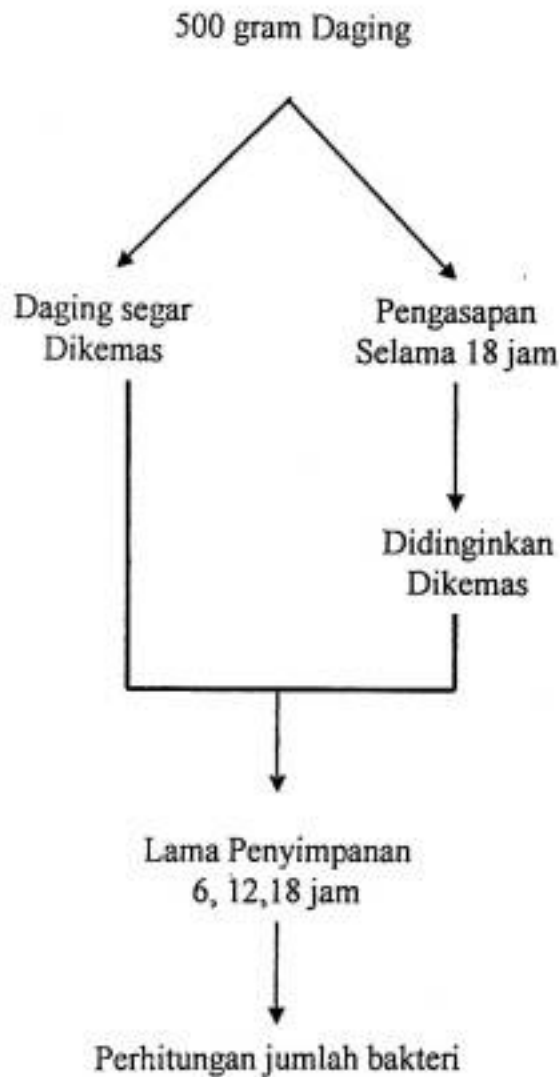 500 gram Daging
Daging segar
Dikemas
Pengasapan
Selama 18 jam
Didinginkan
Dikemas
Lama Penyimpanan
6, 12,18 jam
Perhitungan jumlah bakteri